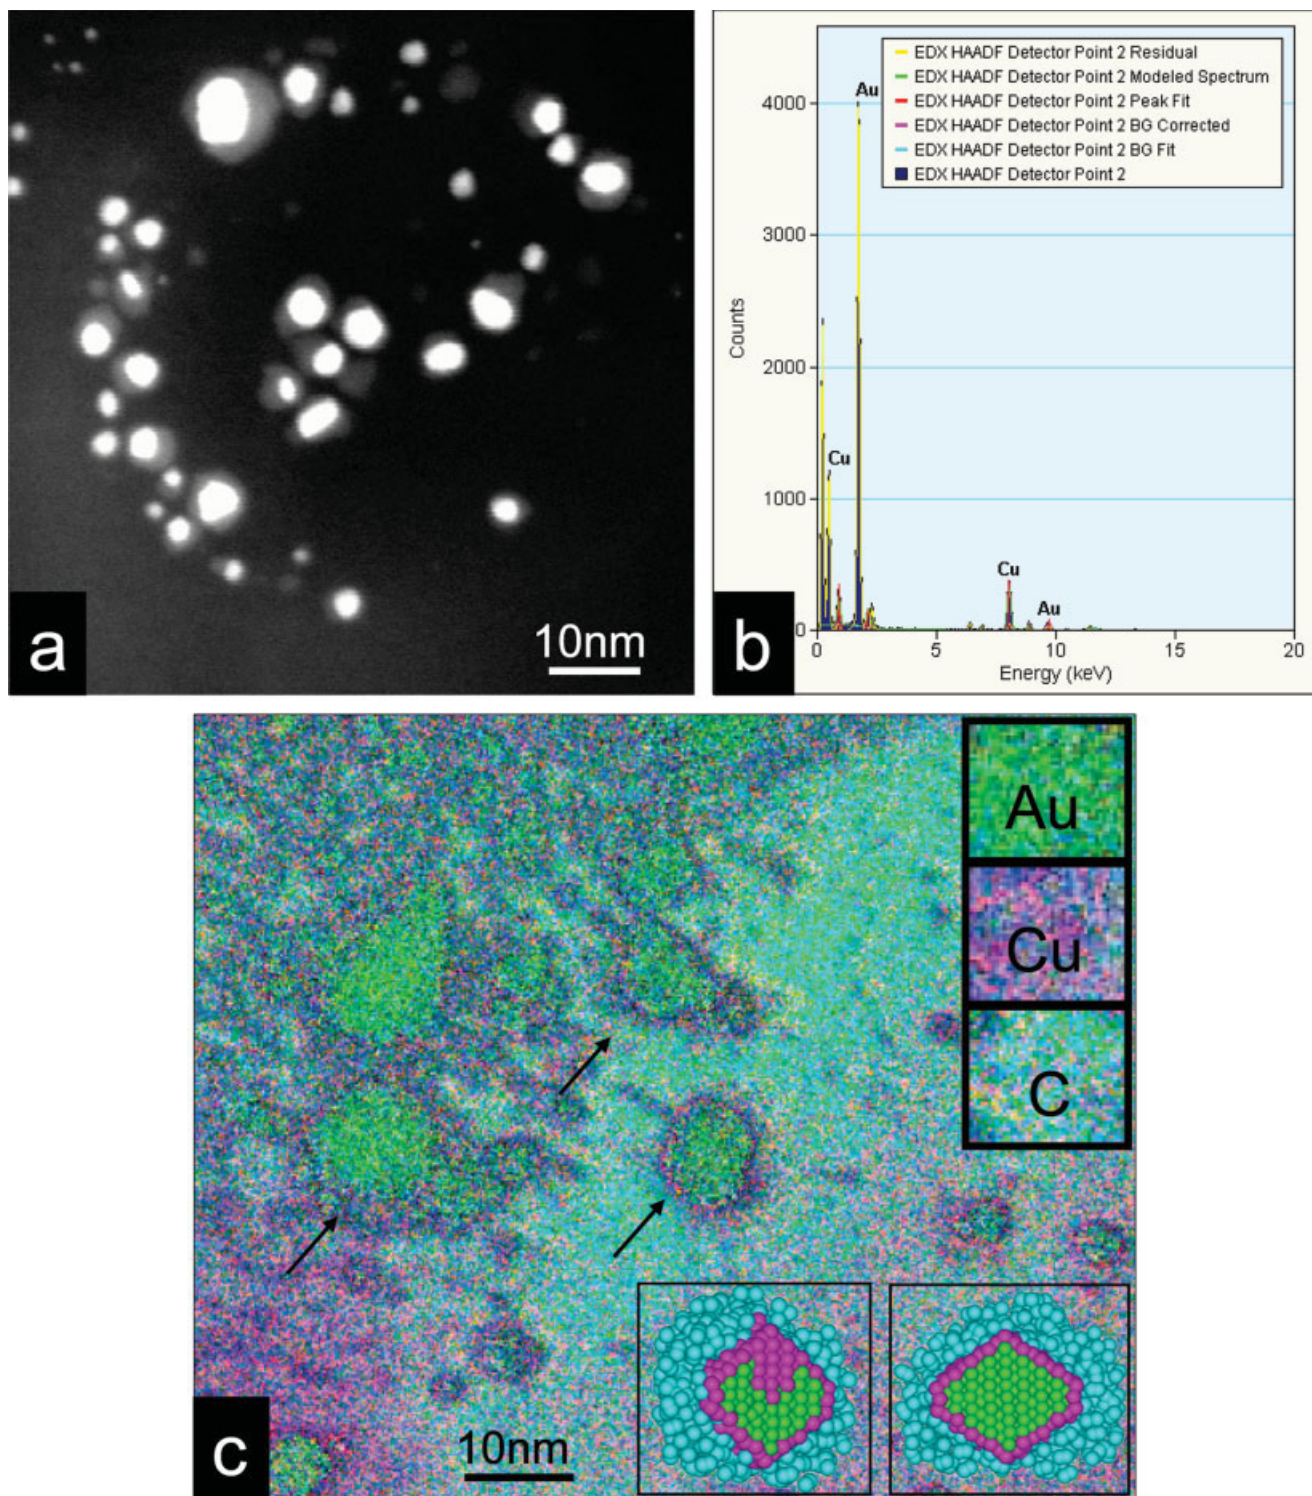 a
10nm
EDX HAADF Detector Point 2 Residual
EDX HAADF Detector Point 2 Modeled Spectrum
EDX HAADF Detector Point 2 Peak Fit
EDX HAADF Detector Point 2 BG Corrected
EDX HAADF Detector Point 2 BG Fit
EDX HAADF Detector Point 2
Au
4000
3000
Counts
2000
Cu
1000
Cu
Au
0
0 5 10 15 20
Energy (keV)
b
Au
Cu
C
c
10nm